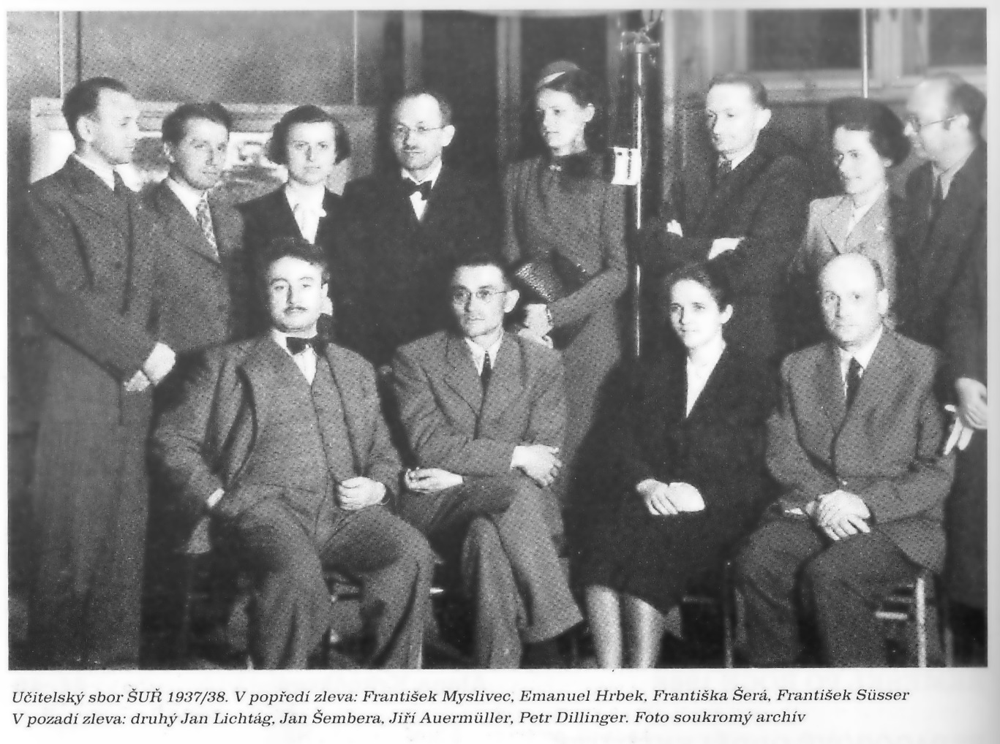 Učitelský sbor ŠUŘ 1937/38. V popředí zleva: František Myslivec, Emanuel Hrbek, Františka Šerá, František Süsser
V pozadí zleva: druhý Jan Lichtág, Jan Šembera, Jiří Auermüller, Petr Dillinger. Foto soukromý archív